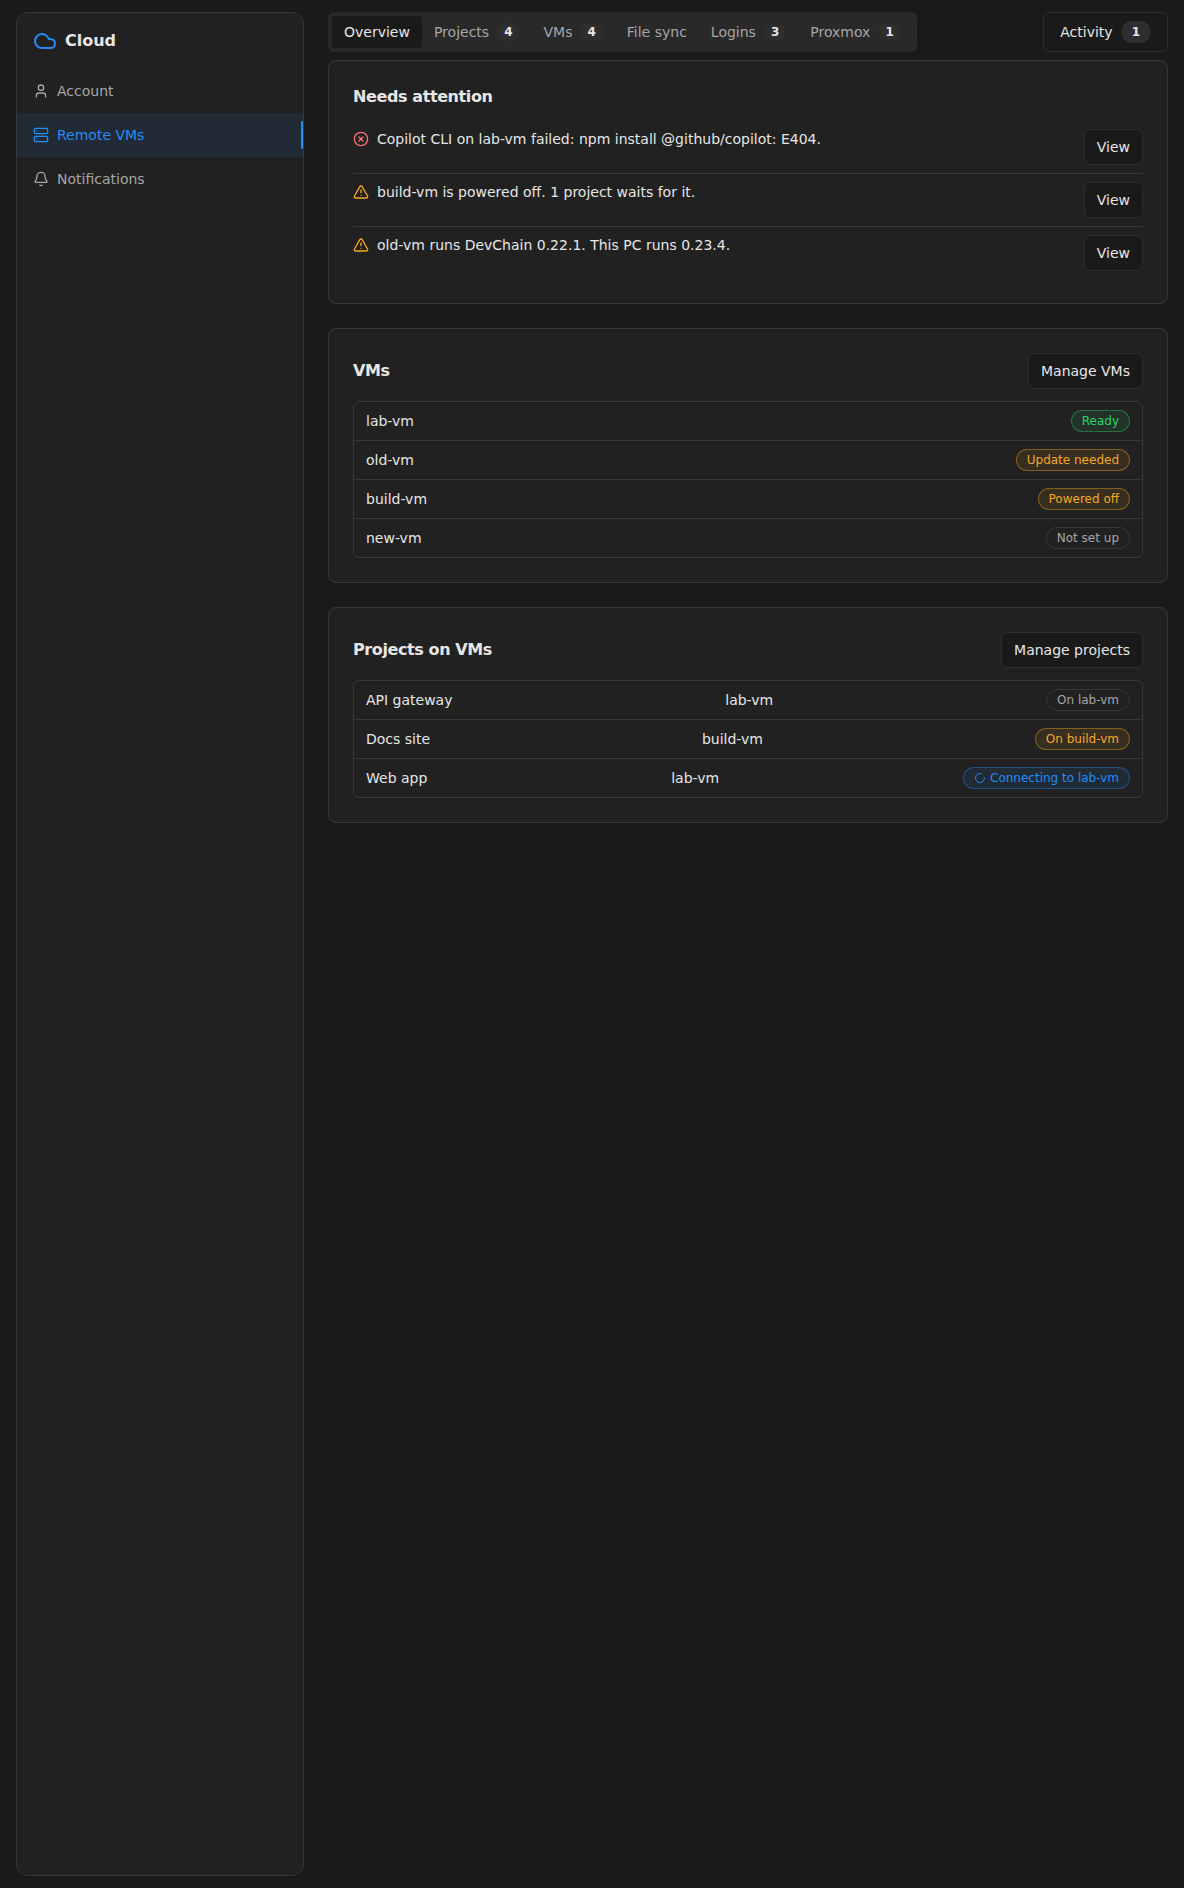 Cloud
Account
Remote VMs
Notifications
Overview Projects 4 VMs 4 File sync Logins 3 Proxmox 1 Activity 1
Needs attention
Copilot CLI on lab-vm failed: npm install @github/copilot: E404. View
build-vm is powered off. 1 project waits for it. View
old-vm runs DevChain 0.22.1. This PC runs 0.23.4. View
VMs Manage VMs
lab-vm Ready
old-vm Update needed
build-vm Powered off
new-vm Not set up
Projects on VMs Manage projects
API gateway lab-vm On lab-vm
Docs site build-vm On build-vm
Web app lab-vm Connecting to lab-vm